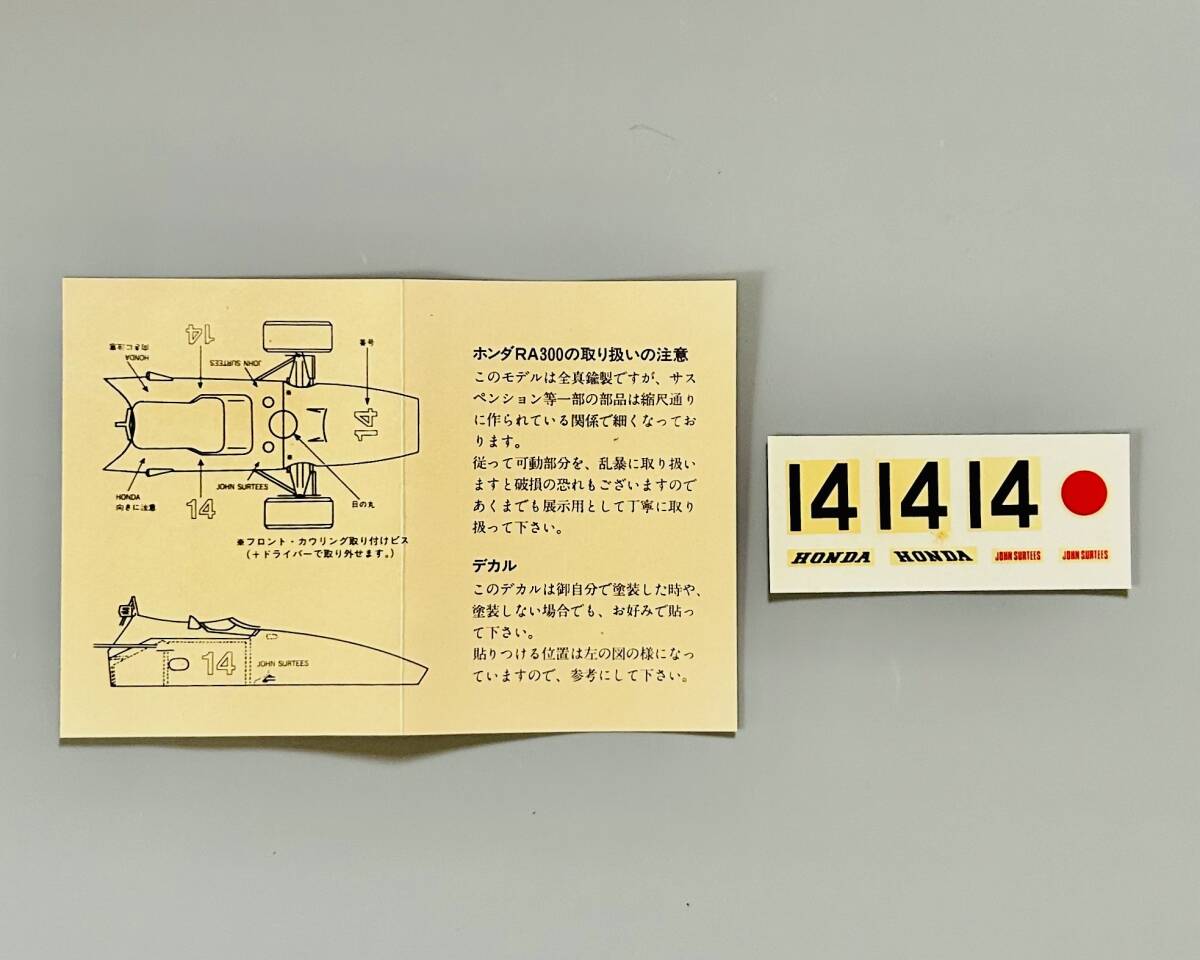 14
番号
向きに注意
HONDA
JOHN SURTEES
14
HONDA
向きに注意
14
JOHN SURTEES
日の丸
※フロント・カウリング取り付けビス
(+ドライバーで取り外せます。)
14
JOHN SURTEES
ホンダRA300の取り扱いの注意
このモデルは全真鍮製ですが、サス
ペンション等一部の部品は縮尺通り
に作られている関係で細くなってお
ります。
従って可動部分を、乱暴に取り扱い
ますと破損の恐れもございますので
あくまでも展示用として丁寧に取り
扱って下さい。
デカル
このデカルは御自分で塗装した時や、
塗装しない場合でも、お好みで貼っ
て下さい。
貼りつける位置は左の図の様になっ
ていますので、参考にして下さい。
14 14 14
HONDA HONDA JOHN SURTEES JOHN SURTEES